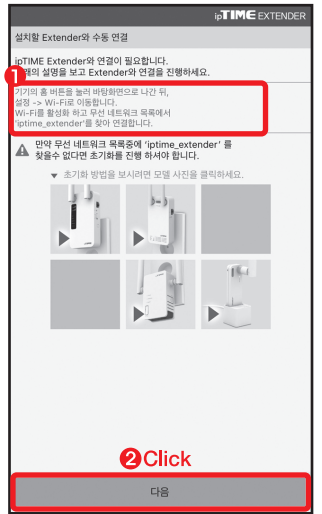 ipTIME EXTENDER
설치할 Extender와 수동 연결
ipTIME Extender와 연결이 필요합니다.
래의 설명을 보고 Extender와 연결을 진행하세요.
1
기기의 홈 버튼을 눌러 바탕화면으로 나간 뒤,
설정 -> Wi-Fi로 이동합니다.
Wi-Fi를 활성화 하고 무선 네트워크 목록에서
'iptime_extender'를 찾아 연결합니다.
만약 무선 네트워크 목록중에 'iptime_extender' 를
찾을수 없다면 초기화를 진행 하셔야 합니다.
▼ 초기화 방법을 보시려면 모델 사진을 클릭하세요.
2Click
다음